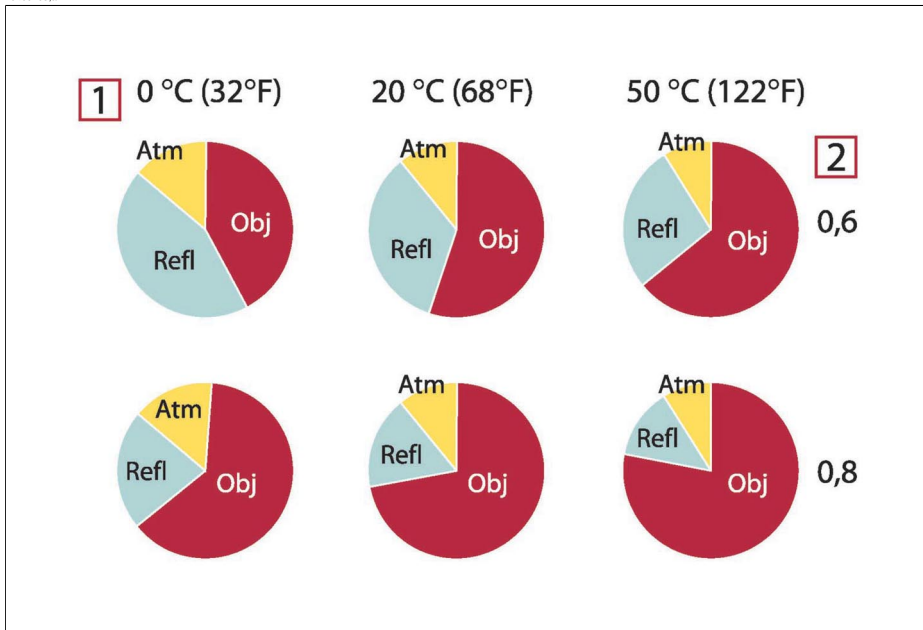 1 0 °C (32°F) 20 °C (68°F) 50 °C (122°F)
Atm Atm Atm 2
Obj Obj Obj 0,6
Refl Refl Refl
Atm Atm Atm
Refl Refl Refl
Obj Obj Obj 0,8